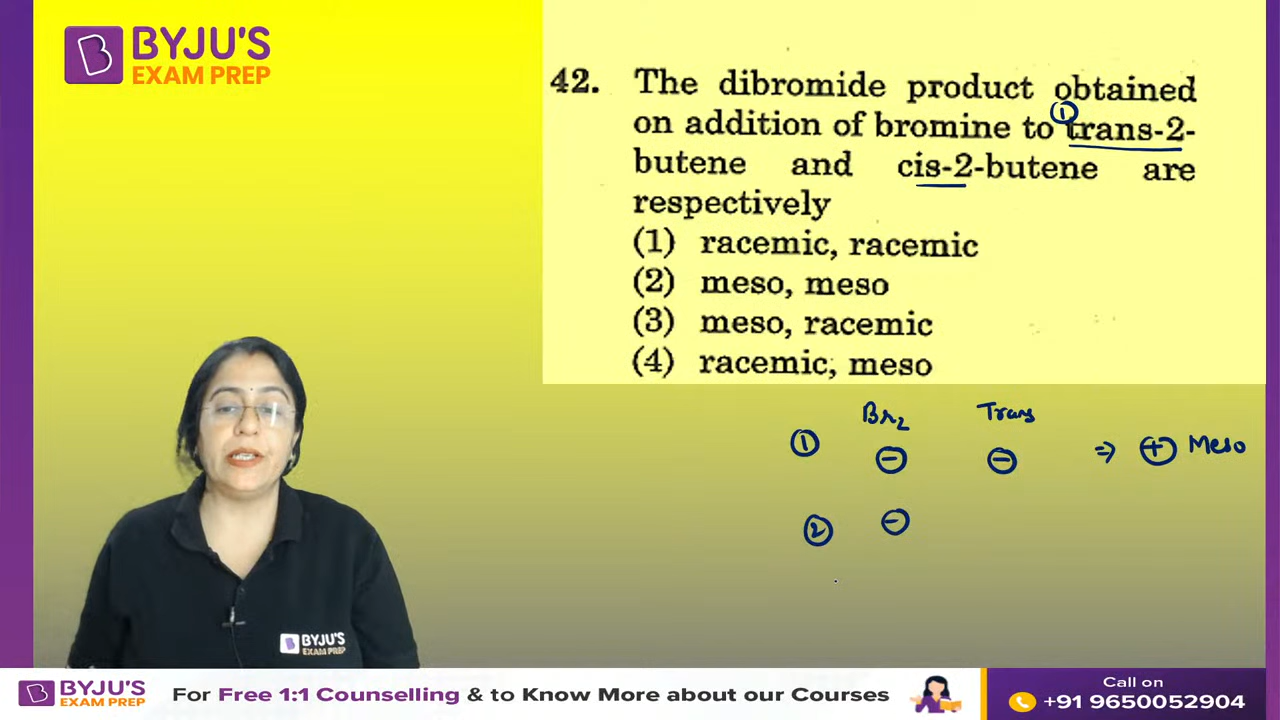 BYJU'S
EXAM PREP
42. The dibromide product obtained
on addition of bromine to ① trans-2-
butene and cis-2-butene are
respectively
(1) racemic, racemic
(2) meso, meso
(3) meso, racemic
(4) racemic, meso
Br₂ Trans
① ⊖ ⊖ ⇒ ⊕ Meso
② ⊖
BYJU'S
EXAM PREP
BYJU'S
EXAM PREP
For Free 1:1 Counselling & to Know More about our Courses
Call on
+91 9650052904